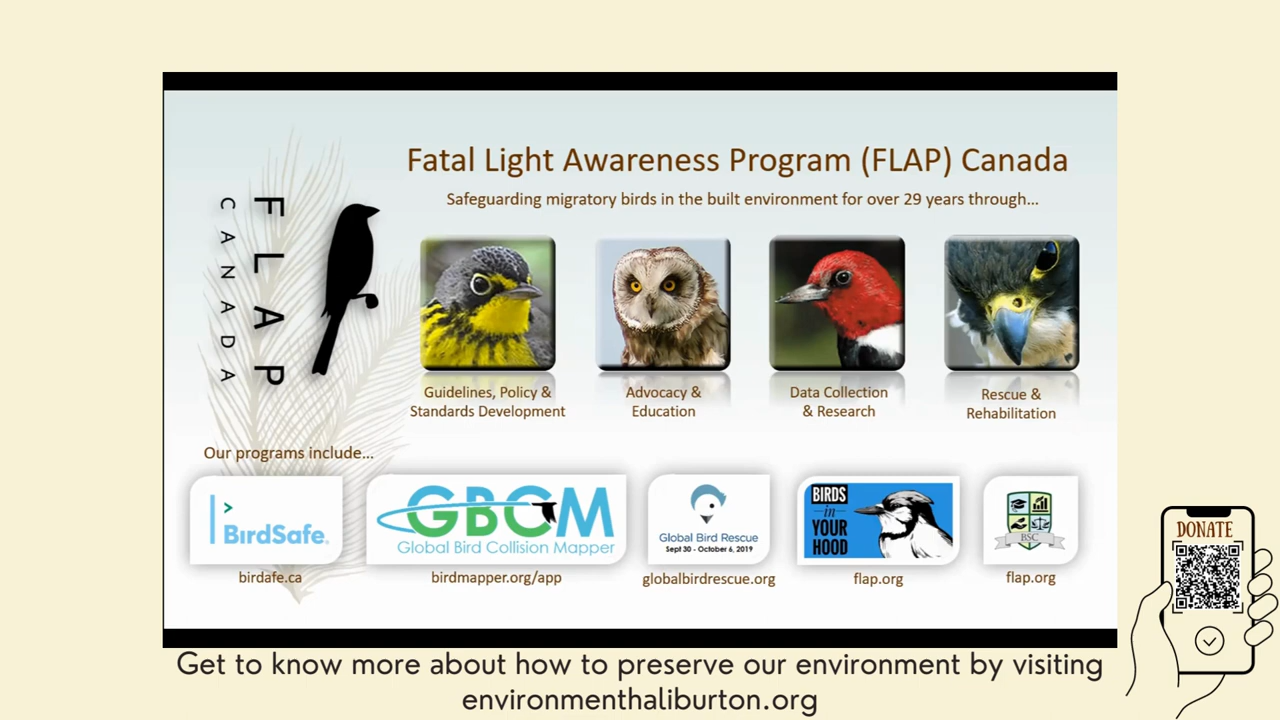 Fatal Light Awareness Program (FLAP) Canada
Safeguarding migratory birds in the built environment for over 29 years through...
FLAP
CANADA
Guidelines, Policy &
Standards Development
Advocacy &
Education
Data Collection
& Research
Rescue &
Rehabilitation
Our programs include...
BirdSafe®
birdafe.ca
GBCM
Global Bird Collision Mapper
birdmapper.org/app
Global Bird Rescue
Sept 30 - October 6, 2019
globalbirdrescue.org
BIRDS
in
YOUR
HOOD
flap.org
BSC
flap.org
DONATE
Get to know more about how to preserve our environment by visiting
environmenthaliburton.org